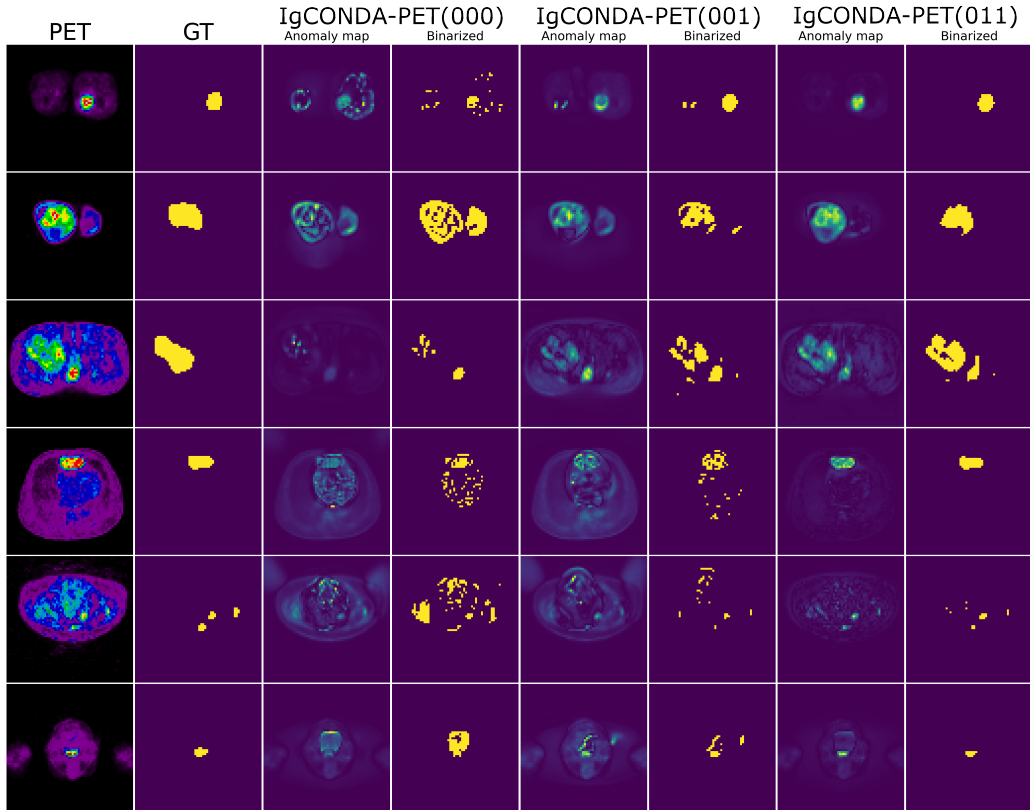 PET GT IgCONDA-PET(000) IgCONDA-PET(001) IgCONDA-PET(011)
Anomaly map Binarized Anomaly map Binarized Anomaly map Binarized